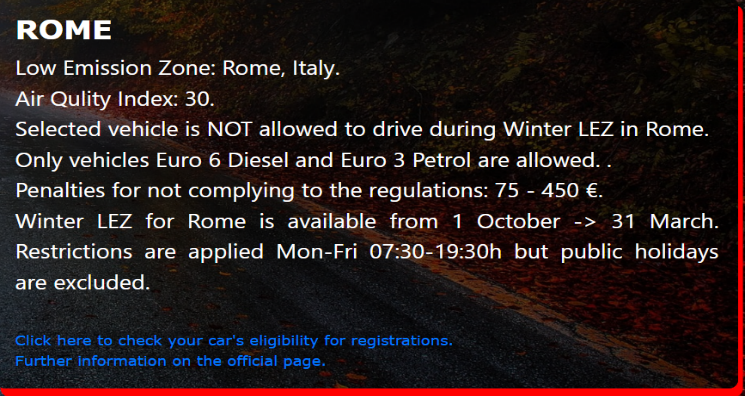 ROME
Low Emission Zone: Rome, Italy.
Air Qulity Index: 30.
Selected vehicle is NOT allowed to drive during Winter LEZ in Rome.
Only vehicles Euro 6 Diesel and Euro 3 Petrol are allowed. .
Penalties for not complying to the regulations: 75 - 450 €.
Winter LEZ for Rome is available from 1 October -> 31 March.
Restrictions are applied Mon-Fri 07:30-19:30h but public holidays
are excluded.
Click here to check your car's eligibility for registrations.
Further information on the official page.